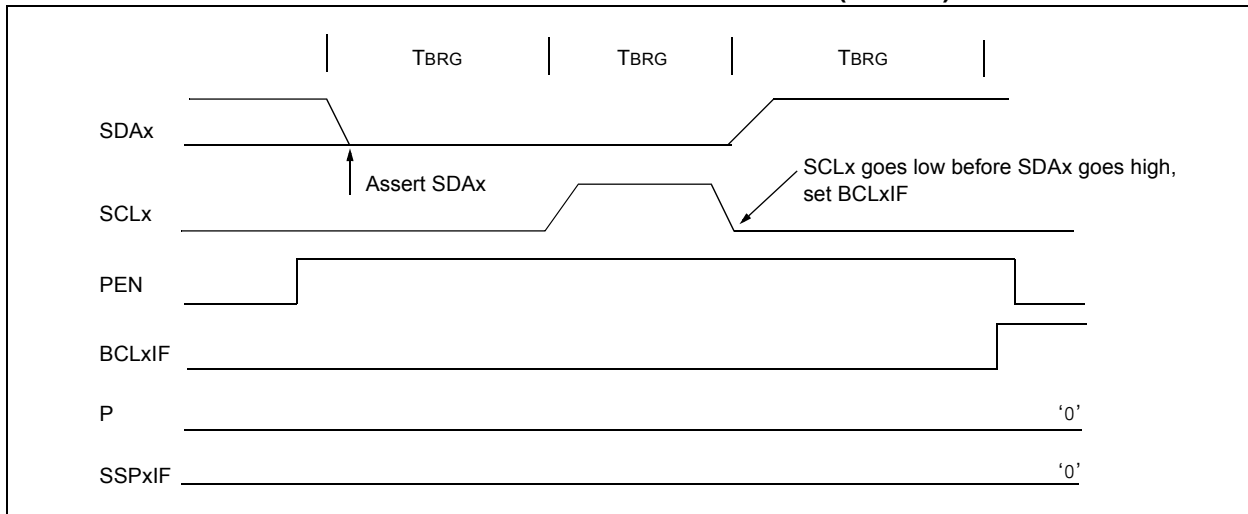 TBRG TBRG TBRG
SDAx
Assert SDAx
SCLx goes low before SDAx goes high,
set BCLxIF
SCLx
PEN
BCLxIF
P '0'
SSPxIF '0'